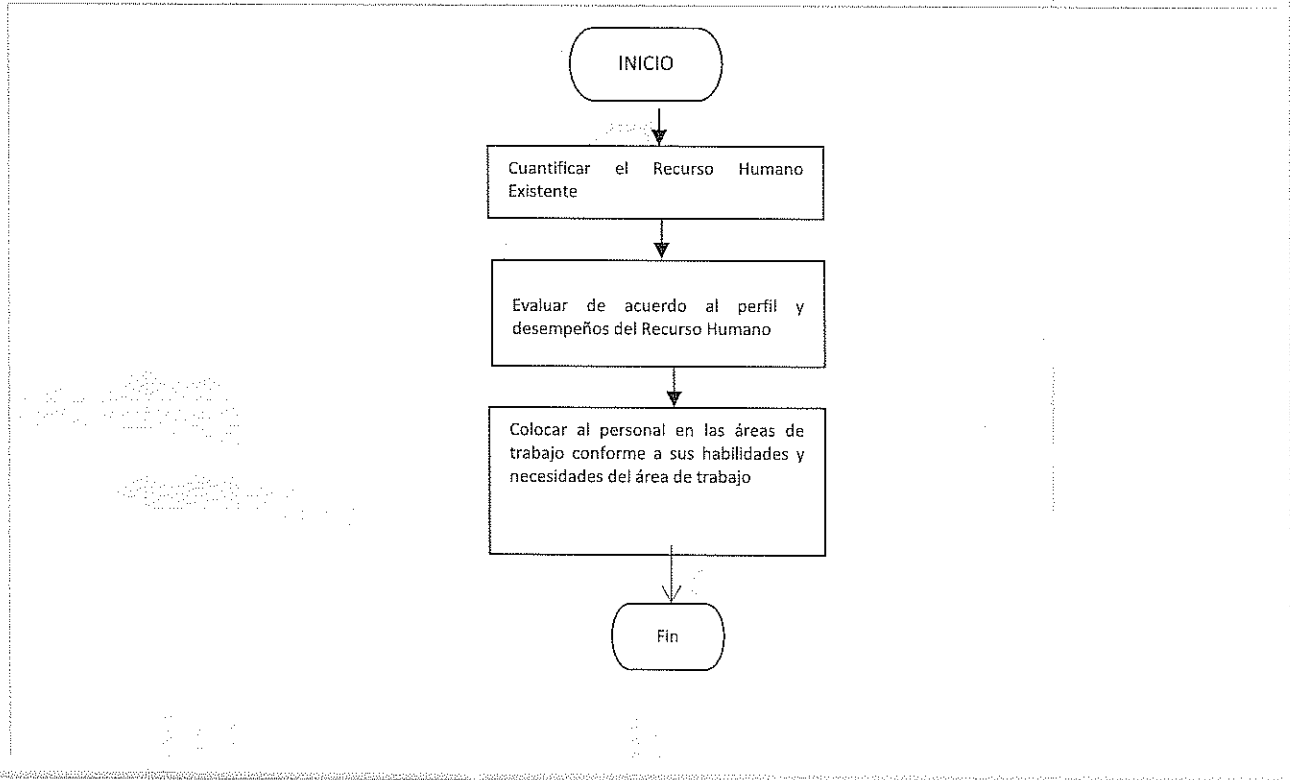 INICIO
Cuantificar el Recurso Humano
Existente
Evaluar de acuerdo al perfil y
desempeños del Recurso Humano
Colocar al personal en las áreas de
trabajo conforme a sus habilidades y
necesidades del área de trabajo
Fin